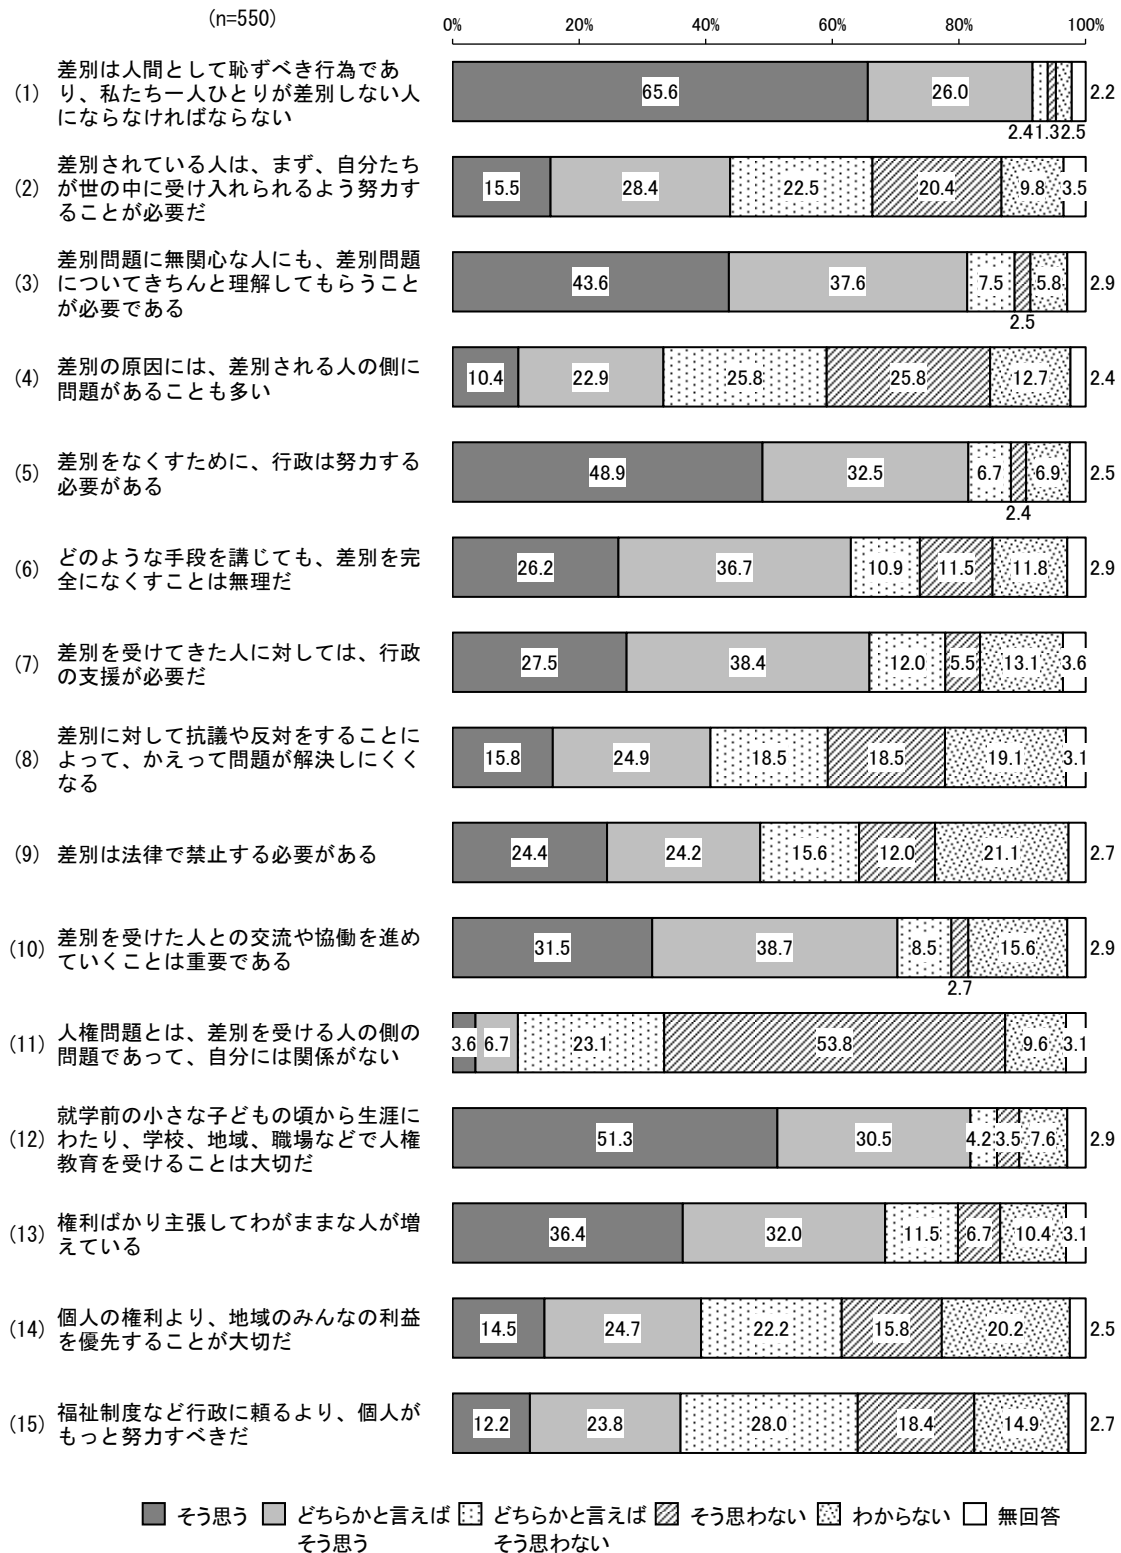 (n=550)
0% 20% 40% 60% 80% 100%
(1) 差別は人間として恥ずべき行為であ
り、私たち一人ひとりが差別しない人
にならなければならない
65.6 26.0 2.4 1.3 2.5 2.2
(2) 差別されている人は、まず、自分たち
が世の中に受け入れられるよう努力す
ることが必要だ
15.5 28.4 22.5 20.4 9.8 3.5
(3) 差別問題に無関心な人にも、差別問題
についてきちんと理解してもらうこと
が必要である
43.6 37.6 7.5 2.5 5.8 2.9
(4) 差別の原因には、差別される人の側に
問題があることも多い
10.4 22.9 25.8 25.8 12.7 2.4
(5) 差別をなくすために、行政は努力する
必要がある
48.9 32.5 6.7 2.4 6.9 2.5
(6) どのような手段を講じても、差別を完
全になくすことは無理だ
26.2 36.7 10.9 11.5 11.8 2.9
(7) 差別を受けてきた人に対しては、行政
の支援が必要だ
27.5 38.4 12.0 5.5 13.1 3.6
(8) 差別に対して抗議や反対をすることに
よって、かえって問題が解決しにくく
なる
15.8 24.9 18.5 18.5 19.1 3.1
(9) 差別は法律で禁止する必要がある
24.4 24.2 15.6 12.0 21.1 2.7
(10) 差別を受けた人との交流や協働を進め
ていくことは重要である
31.5 38.7 8.5 2.7 15.6 2.9
(11) 人権問題とは、差別を受ける人の側の
問題であって、自分には関係がない
3.6 6.7 23.1 53.8 9.6 3.1
(12) 就学前の小さな子どもの頃から生涯に
わたり、学校、地域、職場などで人権
教育を受けることは大切だ
51.3 30.5 4.2 3.5 7.6 2.9
(13) 権利ばかり主張してわがままな人が増
えている
36.4 32.0 11.5 6.7 10.4 3.1
(14) 個人の権利より、地域のみんなの利益
を優先することが大切だ
14.5 24.7 22.2 15.8 20.2 2.5
(15) 福祉制度など行政に頼るより、個人が
もっと努力すべきだ
12.2 23.8 28.0 18.4 14.9 2.7
そう思う どちらかと言えば どちらかと言えば そう思わない わからない 無回答
そう思う そう思わない